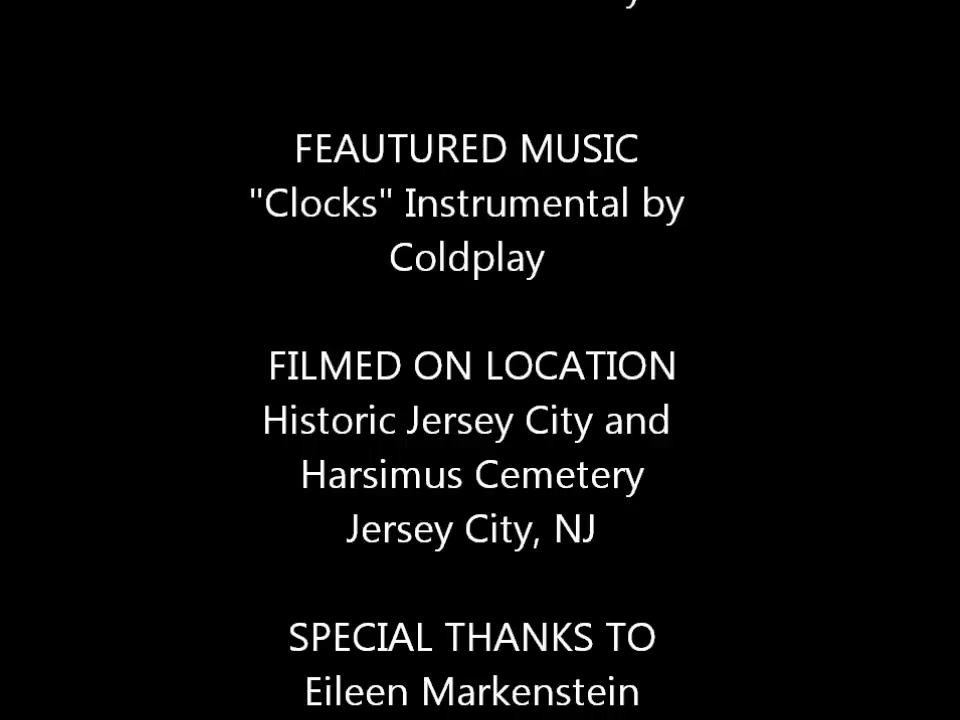 FEAUTURED MUSIC
"Clocks" Instrumental by
Coldplay
FILMED ON LOCATION
Historic Jersey City and
Harsimus Cemetery
Jersey City, NJ
SPECIAL THANKS TO
Eileen Markenstein